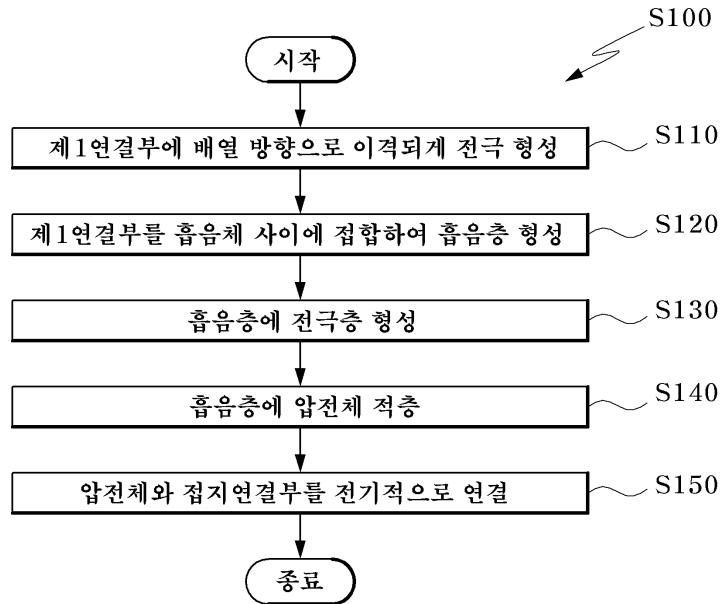 S100
시작
제1연결부에 배열 방향으로 이격되게 전극 형성
S110
제1연결부를 흡음체 사이에 접합하여 흡음층 형성
S120
흡음층에 전극층 형성
S130
흡음층에 압전체 적층
S140
압전체와 접지연결부를 전기적으로 연결
S150
종료